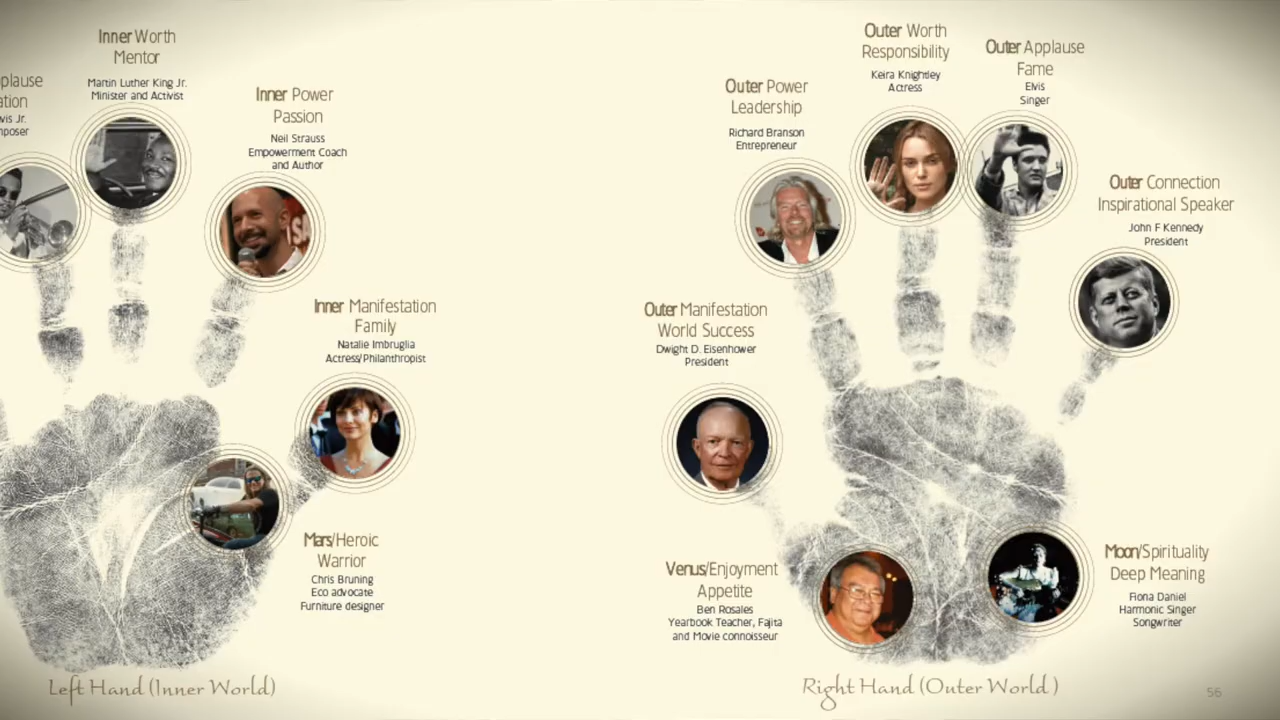 Inner Worth
Mentor
Martin Luther King Jr.
Minister and Activist
plause
ation
vis Jr.
mposer
Inner Power
Passion
Neil Strauss
Empowerment Coach
and Author
Inner Manifestation
Family
Natalie Imbruglia
Actress/Philanthropist
Mars/Heroic
Warrior
Chris Bruning
Eco advocate
Furniture designer
Left Hand (Inner World)
Outer Worth
Responsibility
Keira Knightley
Actress
Outer Applause
Fame
Elvis
Singer
Outer Power
Leadership
Richard Branson
Entrepreneur
Outer Connection
Inspirational Speaker
John F Kennedy
President
Outer Manifestation
World Success
Dwight D. Eisenhower
President
Venus/Enjoyment
Appetite
Ben Rosales
Yearbook Teacher, Fajita
and Movie connoisseur
Moon/Spirituality
Deep Meaning
Fiona Daniel
Harmonic Singer
Songwriter
Right Hand (Outer World )
56